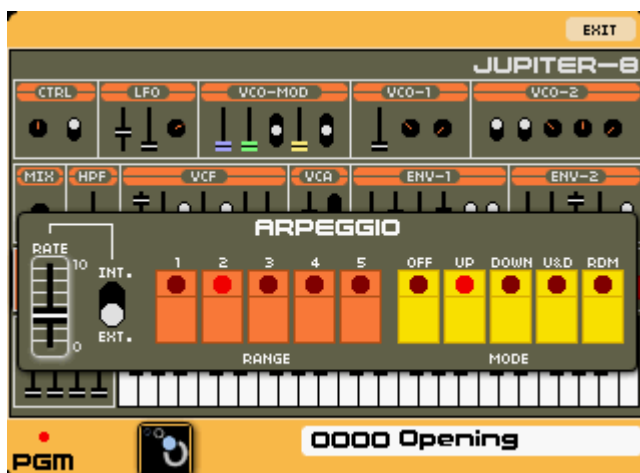 EXIT
JUPITER-8
CTRL LFO VCO-MOD VCO-1 VCO-2
MIX HPF VCF VCA ENV-1 ENV-2
ARPEGGIO
RATE
10
0
INT.
EXT.
1 2 3 4 5
OFF UP DOWN U&D RDM
RANGE MODE
PGM
0000 Opening